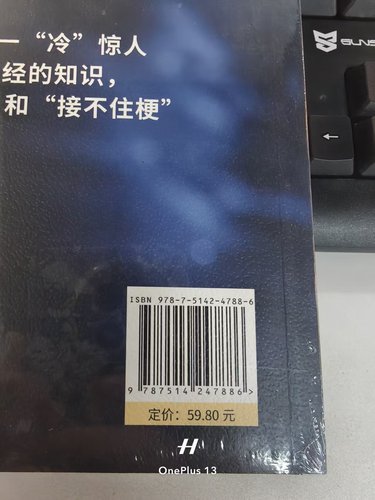 一“冷”惊人
经的知识，
和“接不住梗”
ISBN 978-7-5142-4788-6
9 787514 247886 >
定价：59.80 元
H
OnePlus 13